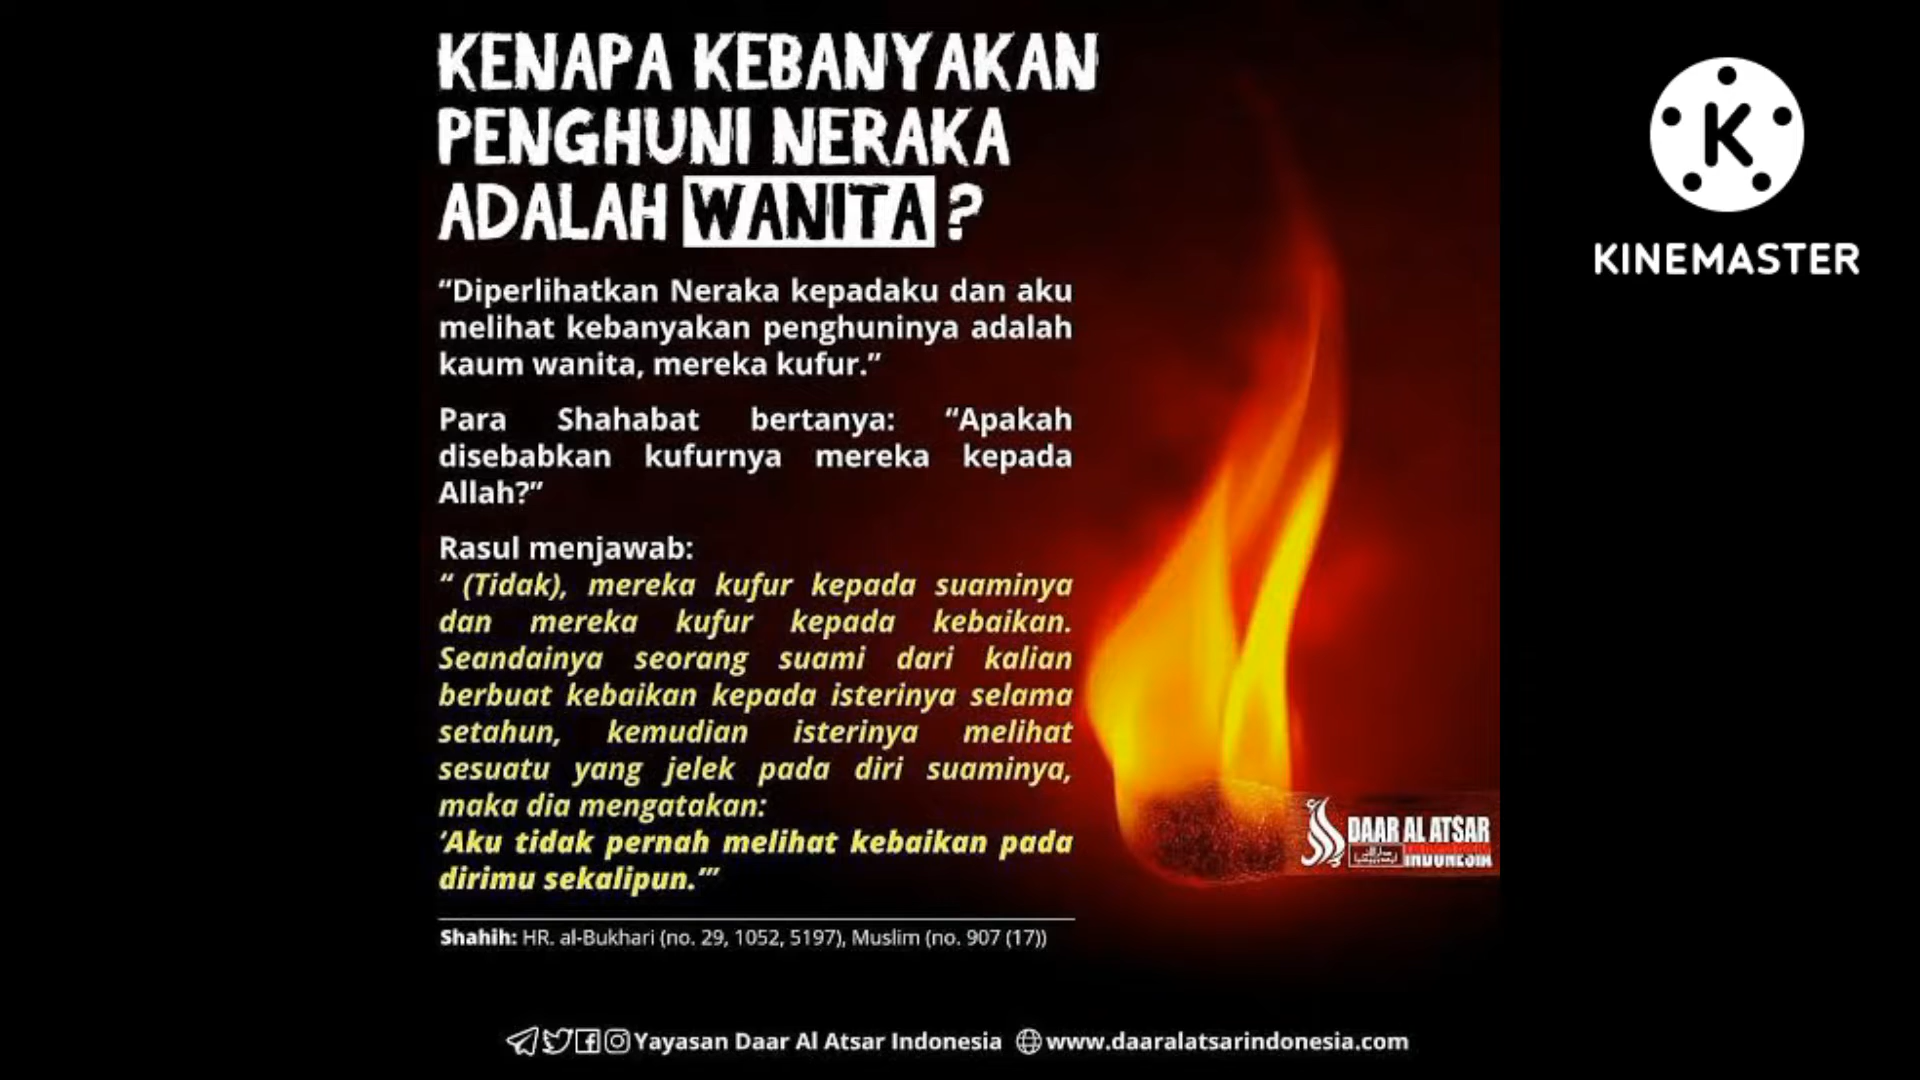 KENAPA KEBANYAKAN
PENGHUNI NERAKA
ADALAH WANITA ?
“Diperlihatkan Neraka kepadaku dan aku
melihat kebanyakan penghuninya adalah
kaum wanita, mereka kufur.”
Para Shahabat bertanya: “Apakah
disebabkan kufurnya mereka kepada
Allah?”
Rasul menjawab:
“ (Tidak), mereka kufur kepada suaminya
dan mereka kufur kepada kebaikan.
Seandainya seorang suami dari kalian
berbuat kebaikan kepada isterinya selama
setahun, kemudian isterinya melihat
sesuatu yang jelek pada diri suaminya,
maka dia mengatakan:
‘Aku tidak pernah melihat kebaikan pada
dirimu sekalipun.’”
Shahih: HR. al-Bukhari (no. 29, 1052, 5197), Muslim (no. 907 (17))
Yayasan Daar Al Atsar Indonesia www.daaralatsarindonesia.com
DAAR AL ATSAR
INDONESIA
K
KINEMASTER